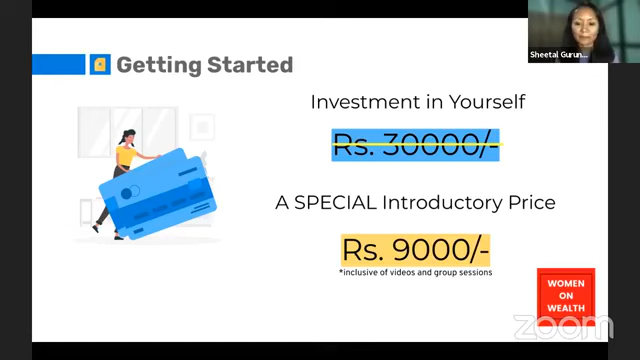 Sheetal Gurun...
Getting Started
Investment in Yourself
Rs. 30000/-
A SPECIAL Introductory Price
Rs. 9000/-
*inclusive of videos and group sessions
WOMEN
ON
WEALTH
zoom